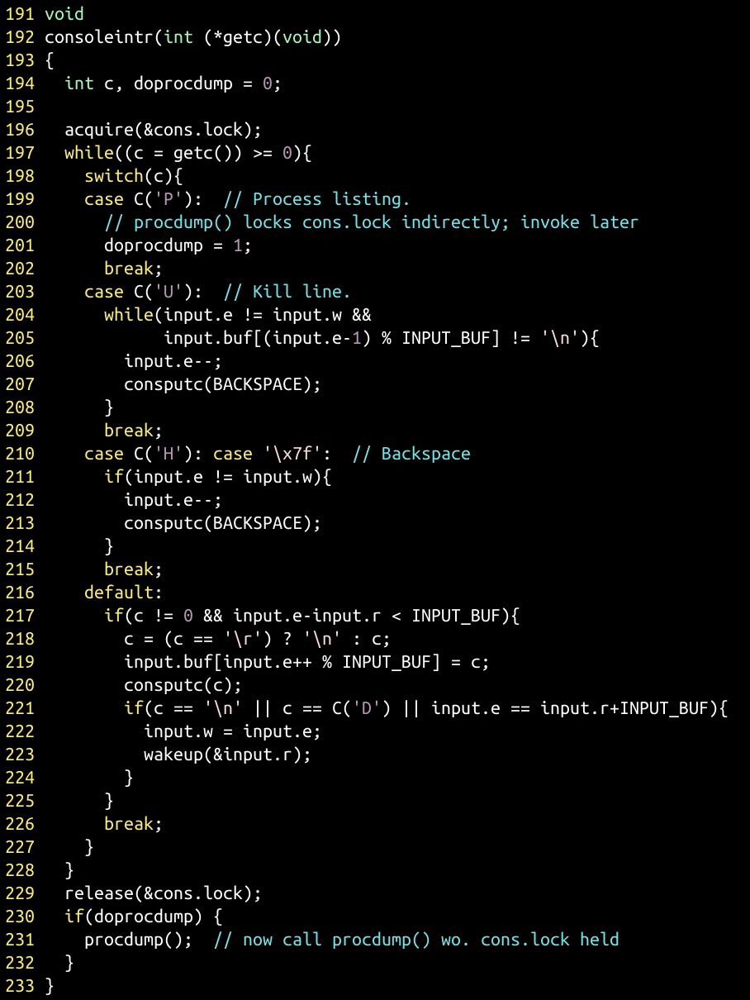 191 void
192 consoleintr(int (*getc)(void))
193 {
194   int c, doprocdump = 0;
195
196   acquire(&cons.lock);
197   while((c = getc()) >= 0){
198     switch(c){
199     case C('P'):  // Process listing.
200       // procdump() locks cons.lock indirectly; invoke later
201       doprocdump = 1;
202       break;
203     case C('U'):  // Kill line.
204       while(input.e != input.w &&
205             input.buf[(input.e-1) % INPUT_BUF] != '\n'){
206         input.e--;
207         consputc(BACKSPACE);
208       }
209       break;
210     case C('H'): case '\x7f':  // Backspace
211       if(input.e != input.w){
212         input.e--;
213         consputc(BACKSPACE);
214       }
215       break;
216     default:
217       if(c != 0 && input.e-input.r < INPUT_BUF){
218         c = (c == '\r') ? '\n' : c;
219         input.buf[input.e++ % INPUT_BUF] = c;
220         consputc(c);
221         if(c == '\n' || c == C('D') || input.e == input.r+INPUT_BUF){
222           input.w = input.e;
223           wakeup(&input.r);
224         }
225       }
226       break;
227     }
228   }
229   release(&cons.lock);
230   if(doprocdump) {
231     procdump();  // now call procdump() wo. cons.lock held
232   }
233 }